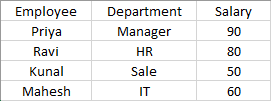 Employee Department Salary
Priya Manager 90
Ravi HR 80
Kunal Sale 50
Mahesh IT 60